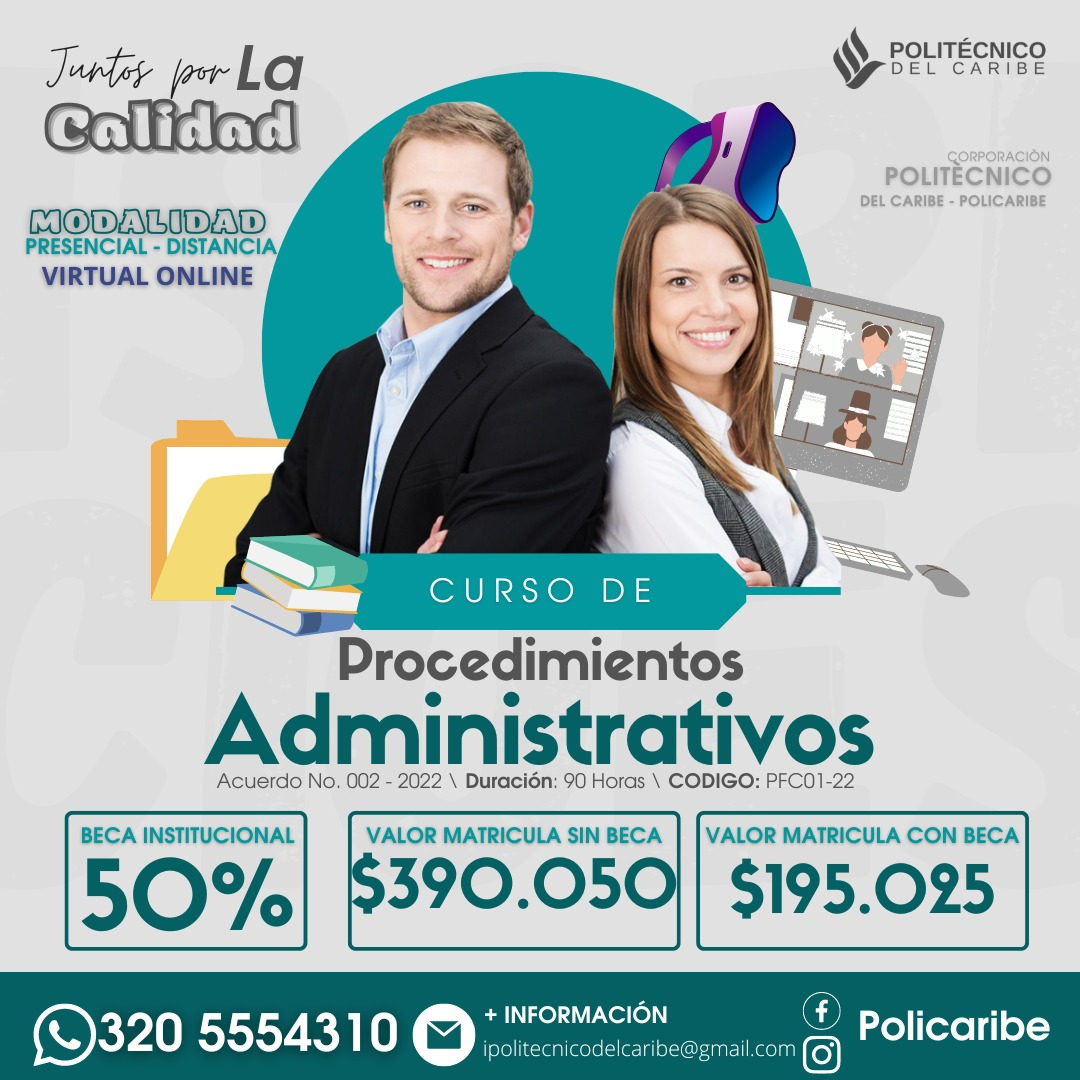 Juntos por La
Calidad
POLITÉCNICO
DEL CARIBE
CORPORACIÒN
POLITÈCNICO
DEL CARIBE - POLICARIBE
MODALIDAD
PRESENCIAL - DISTANCIA
VIRTUAL ONLINE
CURSO DE
Procedimientos
Administrativos
Acuerdo No. 002 - 2022 \ Duración: 90 Horas \ CODIGO: PFC01-22
BECA INSTITUCIONAL
50%
VALOR MATRICULA SIN BECA
$390.050
VALOR MATRICULA CON BECA
$195.025
320 5554310
+ INFORMACIÓN
ipolitecnicodelcaribe@gmail.com
Policaribe